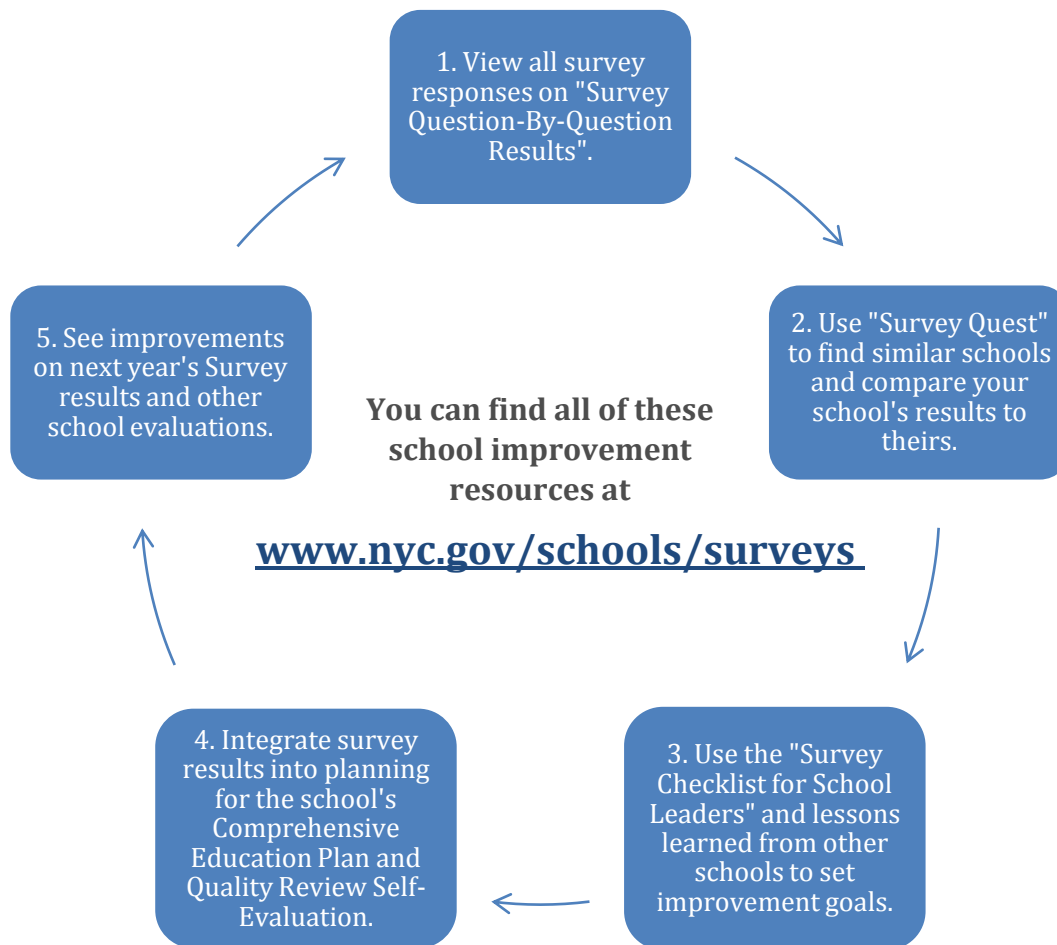 1. View all survey
responses on "Survey
Question-By-Question
Results".
2. Use "Survey Quest"
to find similar schools
and compare your
school's results to
theirs.
3. Use the "Survey
Checklist for School
Leaders" and lessons
learned from other
schools to set
improvement goals.
4. Integrate survey
results into planning
for the school's
Comprehensive
Education Plan and
Quality Review Self-
Evaluation.
5. See improvements
on next year's Survey
results and other
school evaluations.
You can find all of these
school improvement
resources at
www.nyc.gov/schools/surveys